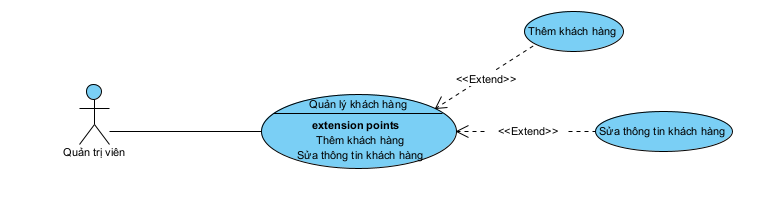 Thêm khách hàng
<<Extend>>
Quản lý khách hàng
extension points
Thêm khách hàng
Sửa thông tin khách hàng
<<Extend>>
Sửa thông tin khách hàng
Quản trị viên